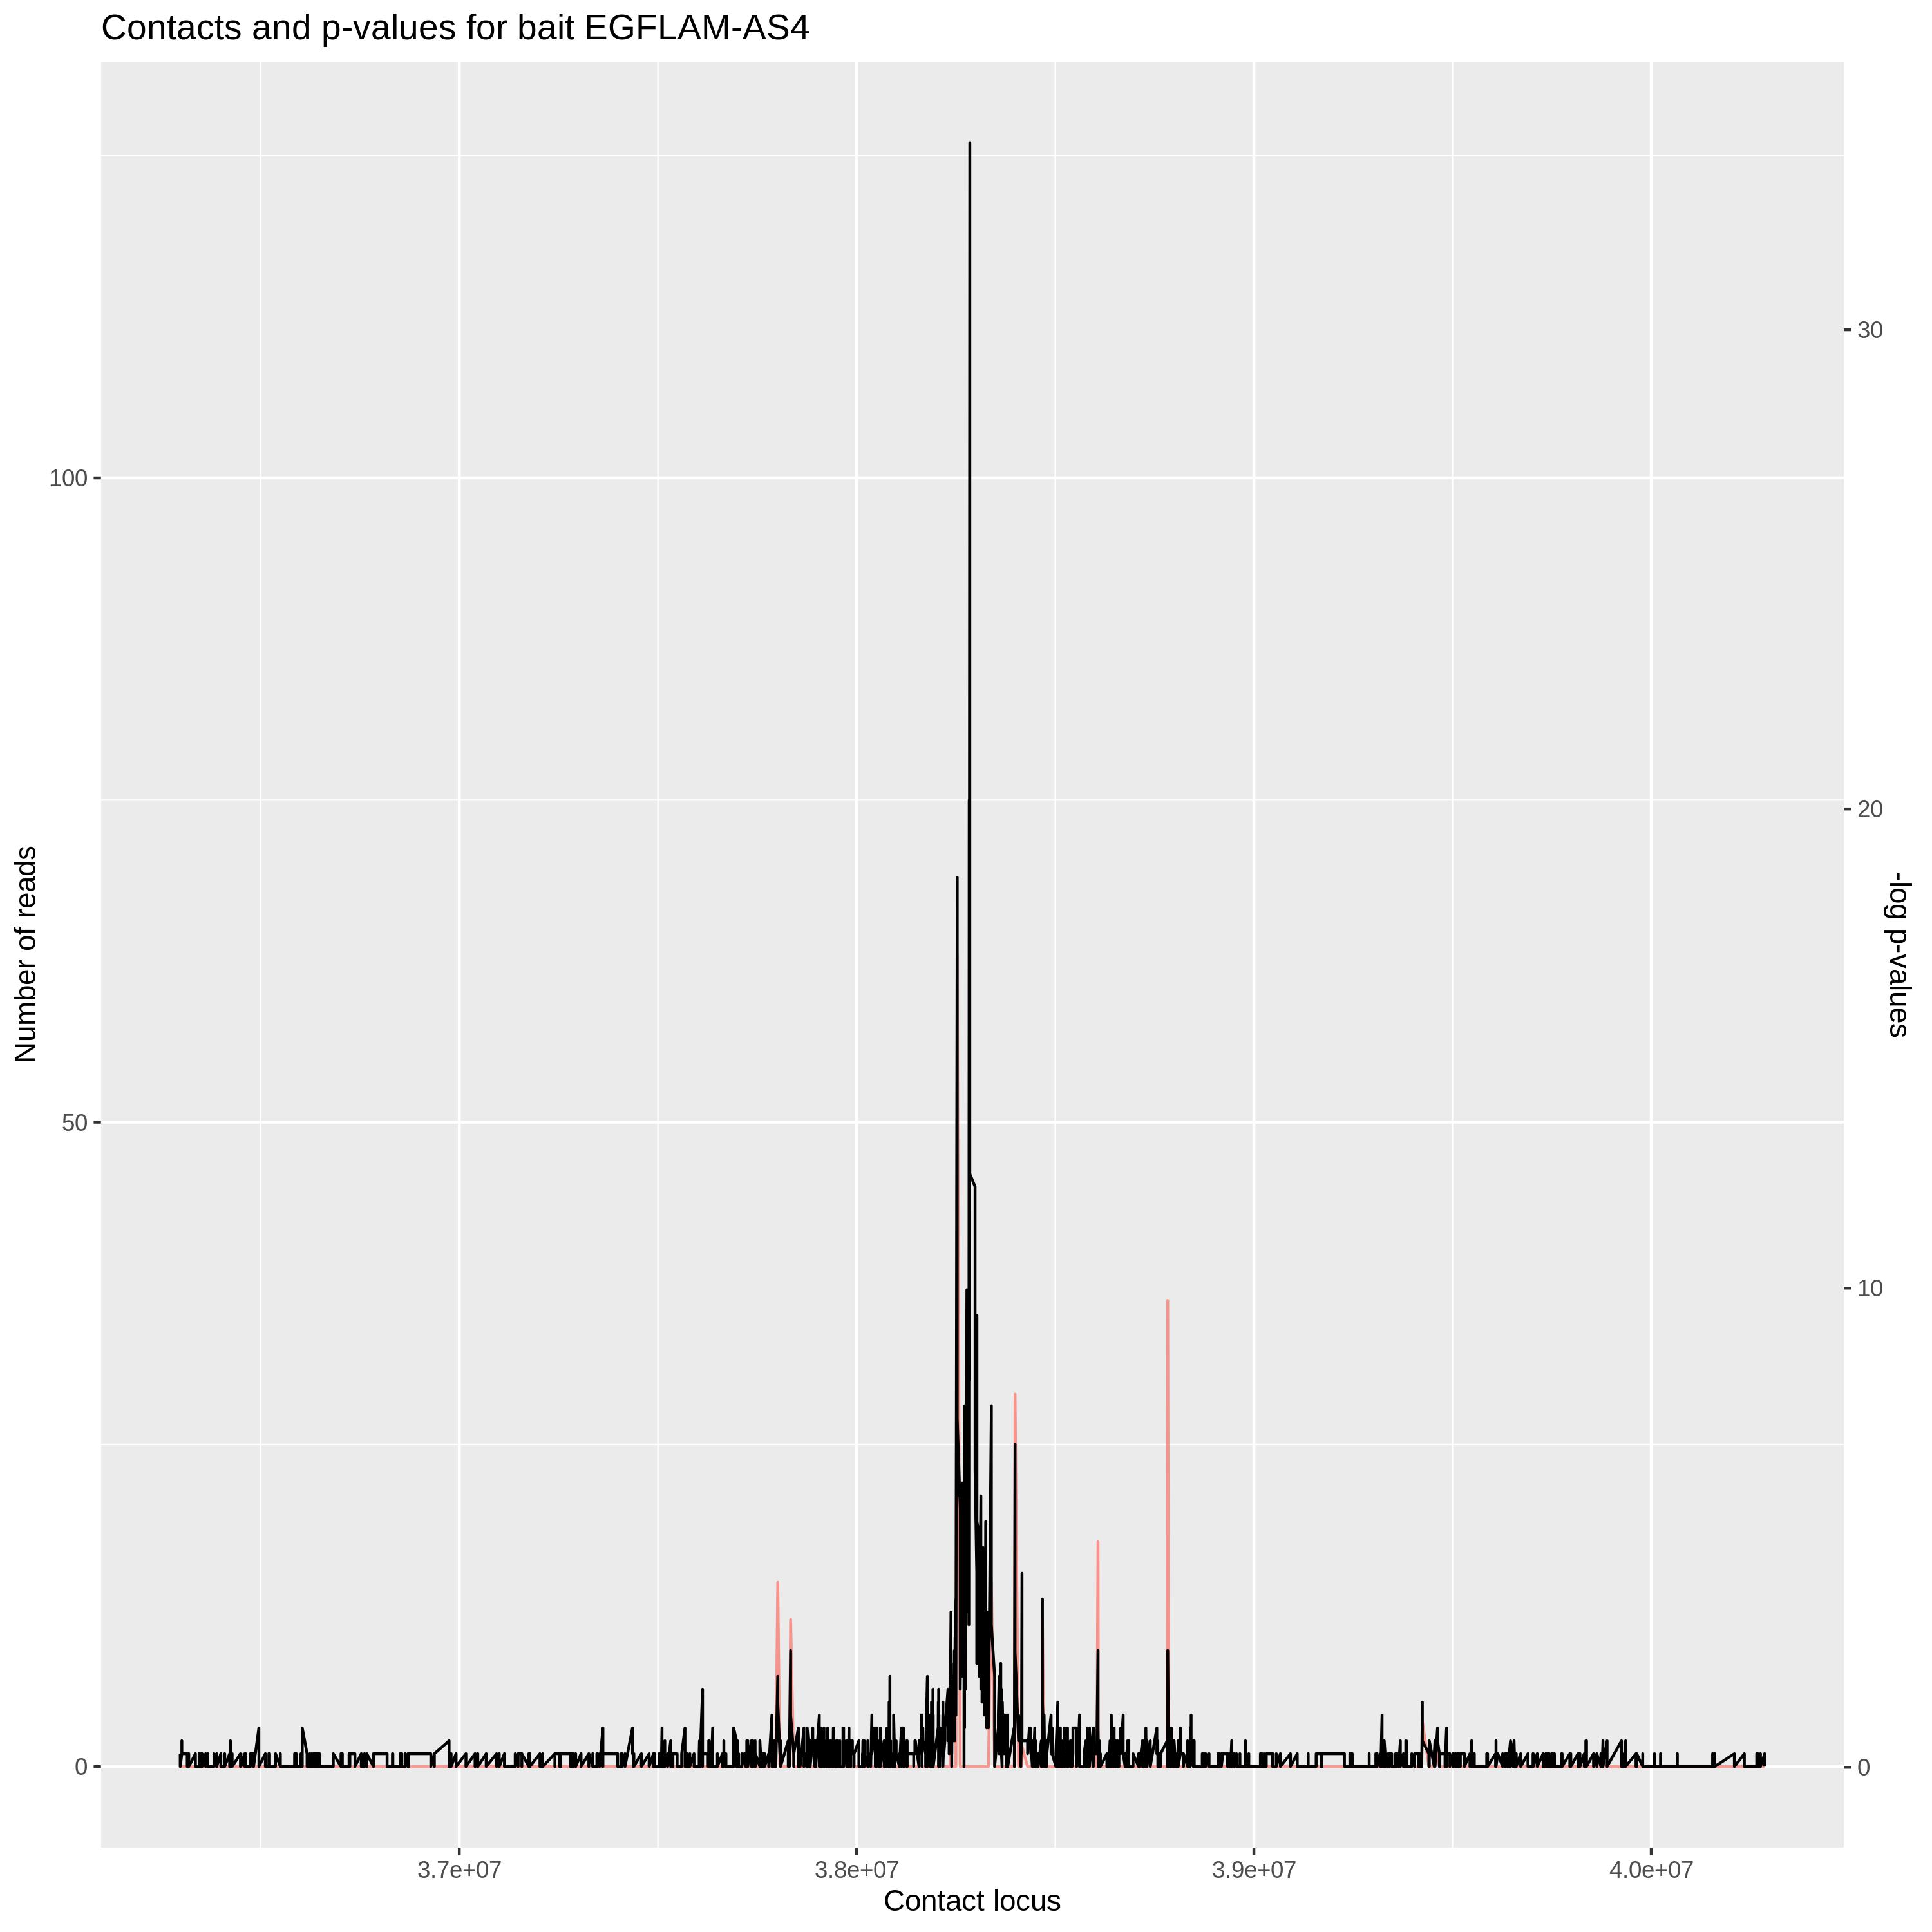 Contacts and p-values for bait EGFLAM-AS4
100
50
0
Number of reads
30
20
10
0
-log p-values
3.7e+07
3.8e+07
3.9e+07
4.0e+07
Contact locus